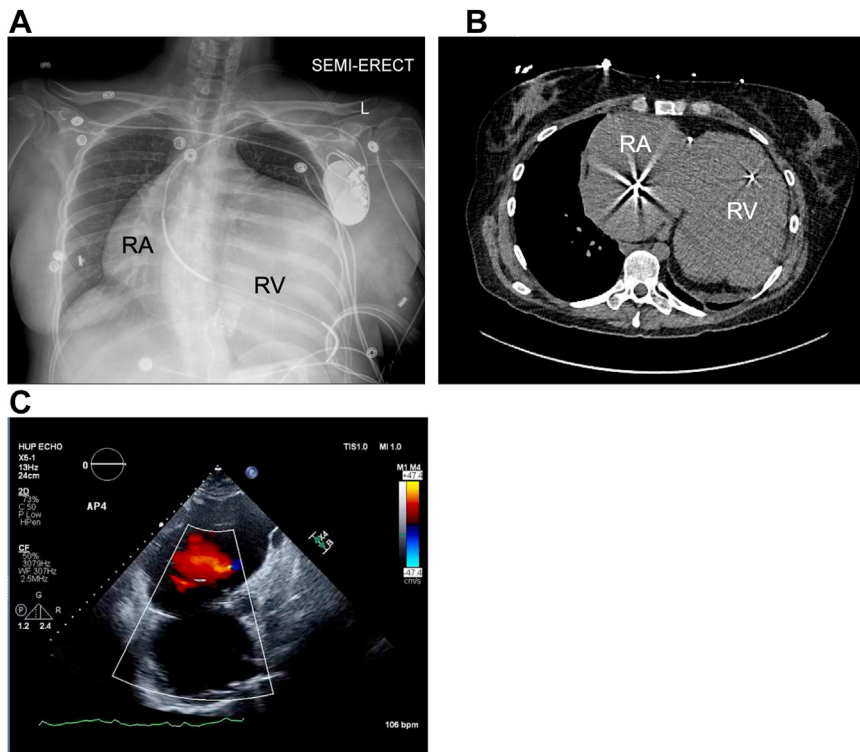 A
SEMI-ERECT
L
RA
RV
B
RA
RV
C
HUP ECHO
X5-1
13Hz
24cm
2D
73%
C 50
P Low
HPen
CF
50%
3079Hz
WF 307Hz
2.5MHz
0
AP4
TIS1.0 MI 1.0
M1 M4
+47.4
-47.4
cm/s
G
P R
1.2 2.4
106 bpm